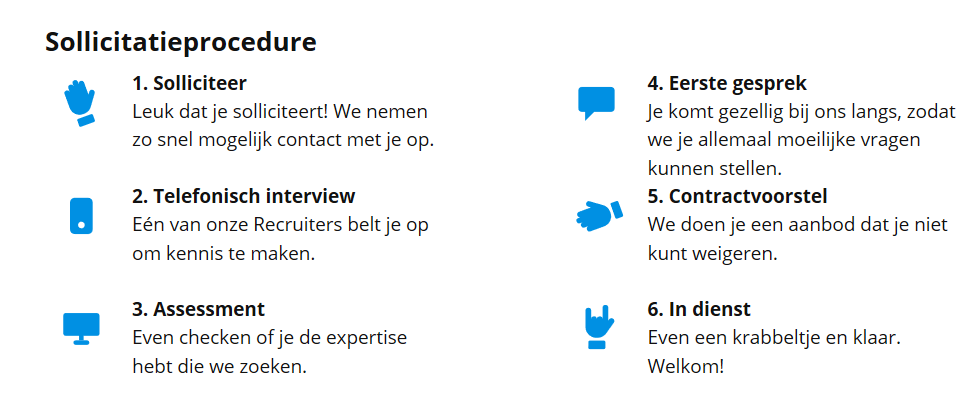 Sollicitatieprocedure
1. Solliciteer
Leuk dat je solliciteert! We nemen
zo snel mogelijk contact met je op.
2. Telefonisch interview
Eén van onze Recruiters belt je op
om kennis te maken.
3. Assessment
Even checken of je de expertise
hebt die we zoeken.
4. Eerste gesprek
Je komt gezellig bij ons langs, zodat
we je allemaal moeilijke vragen
kunnen stellen.
5. Contractvoorstel
We doen je een aanbod dat je niet
kunt weigeren.
6. In dienst
Even een krabbeltje en klaar.
Welkom!